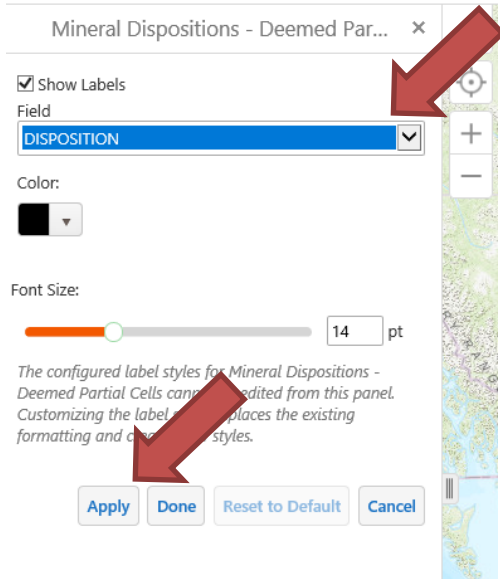 Mineral Dispositions - Deemed Par... ×
Show Labels
Field
DISPOSITION
Color:
Font Size:
14 pt
The configured label styles for Mineral Dispositions -
Deemed Partial Cells edited from this panel.
Customizing the label places the existing
formatting and styles.
Apply Done Reset to Default Cancel